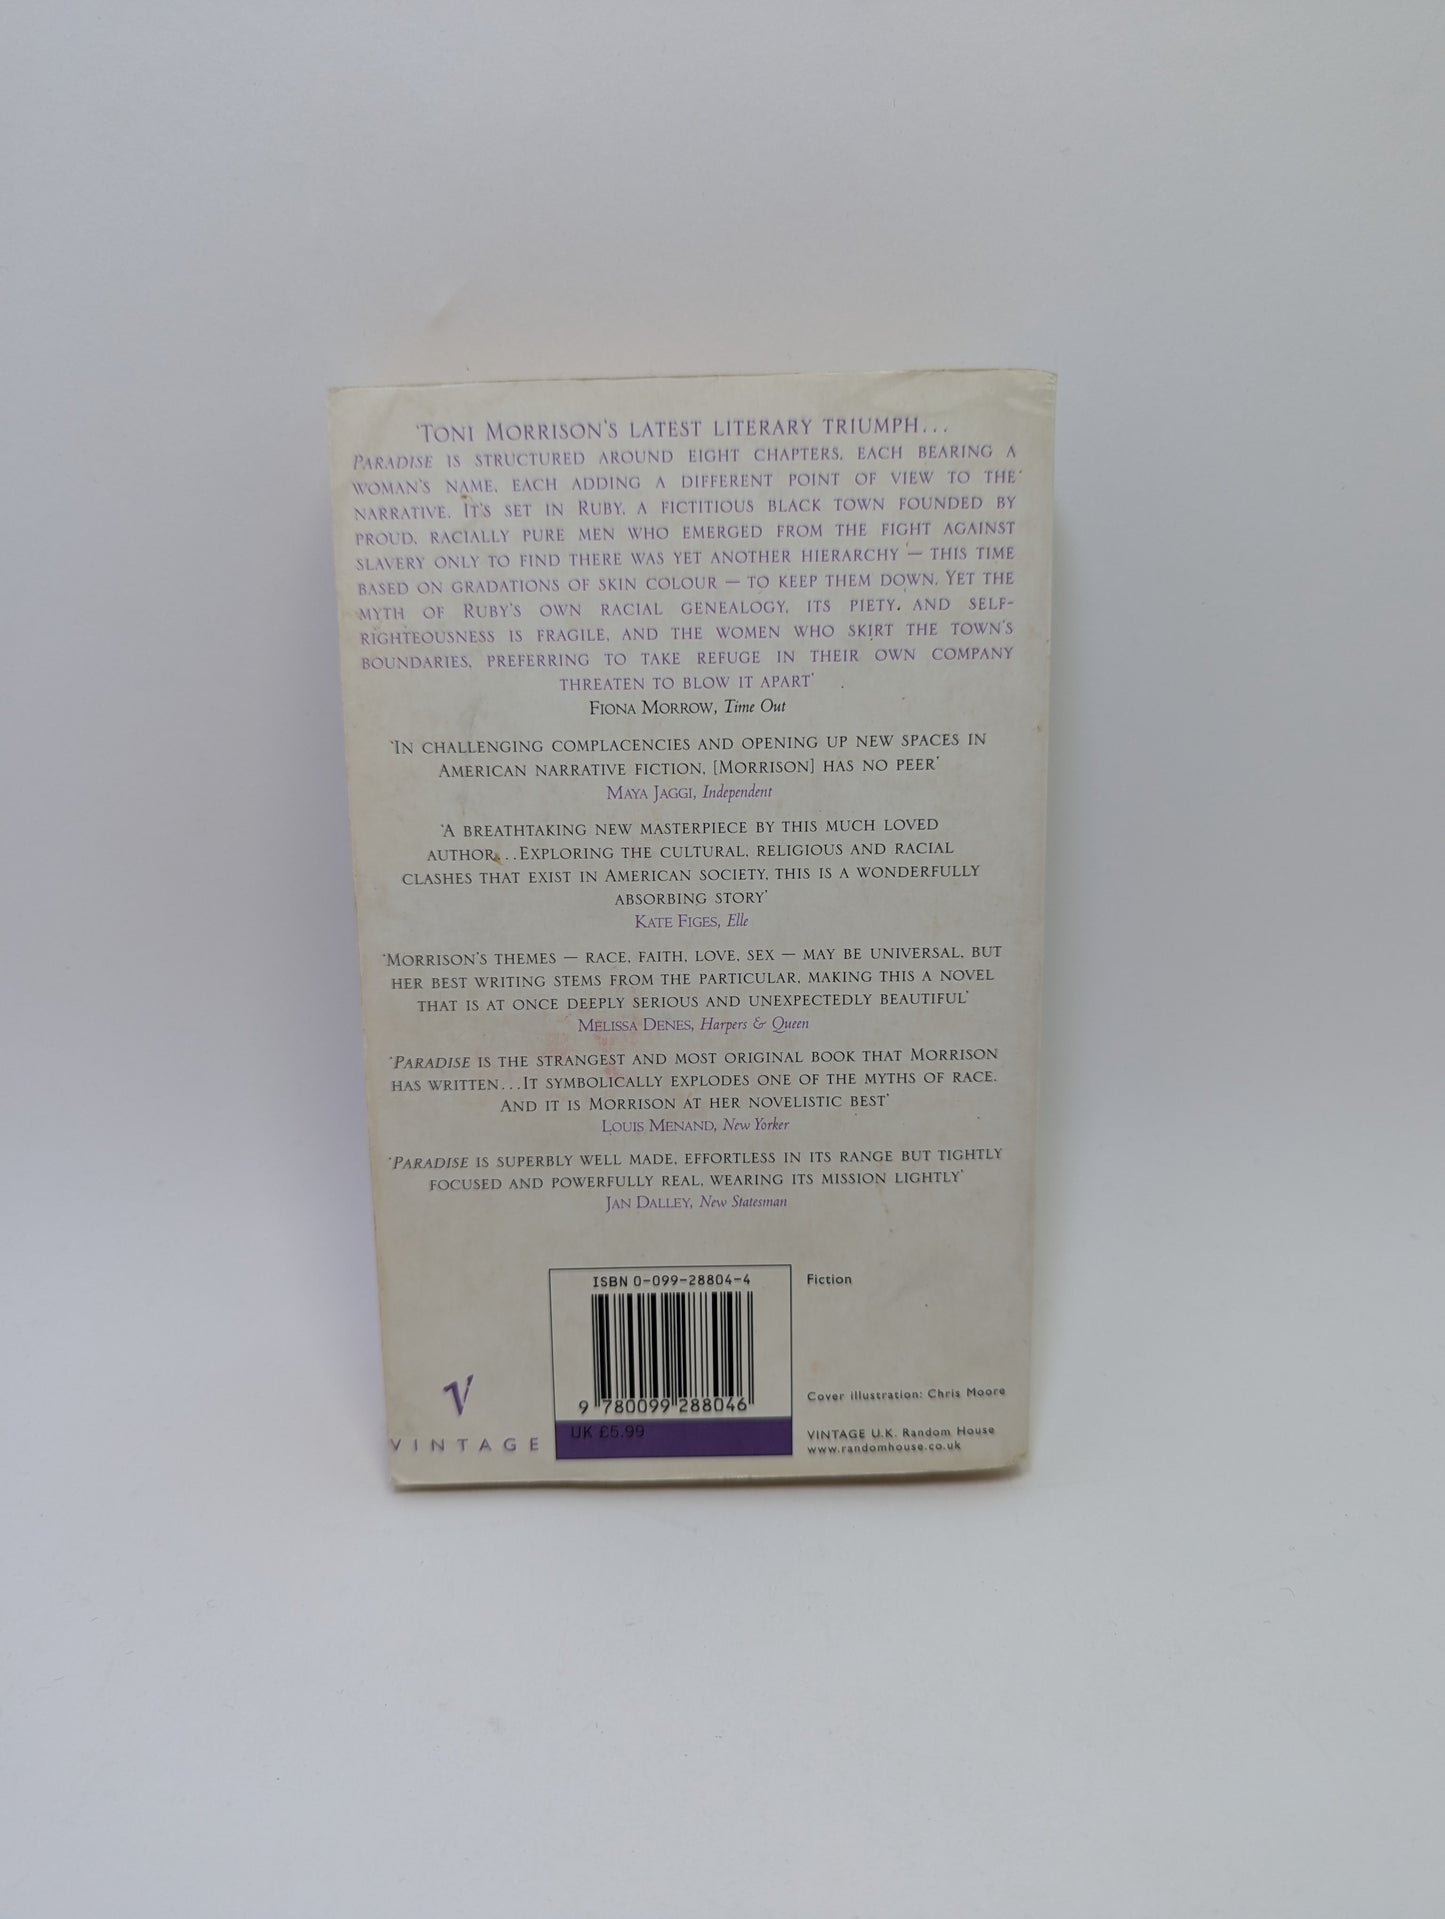 'Toni Morrison's latest literary triumph...
Paradise is structured around eight chapters, each bearing a
woman's name, each adding a different point of view to the
narrative. It's set in Ruby, a fictitious black town founded by
proud, racially pure men who emerged from the fight against
slavery only to find there was yet another hierarchy – this time
based on gradations of skin colour – to keep them down. Yet the
myth of Ruby's own racial genealogy, its piety, and self-
righteousness is fragile, and the women who skirt the town's
boundaries, preferring to take refuge in their own company
threaten to blow it apart'
Fiona Morrow, Time Out
'In challenging complacencies and opening up new spaces in
American narrative fiction, [Morrison] has no peer'
Maya Jaggi, Independent
'A breathtaking new masterpiece by this much loved
author...Exploring the cultural, religious and racial
clashes that exist in American society, this is a wonderfully
absorbing story'
Kate Figes, Elle
'Morrison's themes – race, faith, love, sex – may be universal, but
her best writing stems from the particular, making this a novel
that is at once deeply serious and unexpectedly beautiful'
Melissa Denes, Harpers & Queen
'Paradise is the strangest and most original book that Morrison
has written...It symbolically explodes one of the myths of race.
And it is Morrison at her novelistic best'
Louis Menand, New Yorker
'Paradise is superbly well made, effortless in its range but tightly
focused and powerfully real, wearing its mission lightly'
Jan Dalley, New Statesman
ISBN 0-099-28804-4
9 780099 288046
UK £5.99
Fiction
Cover illustration: Chris Moore
VINTAGE U.K. Random House
www.randomhouse.co.uk
V
VINTAGE